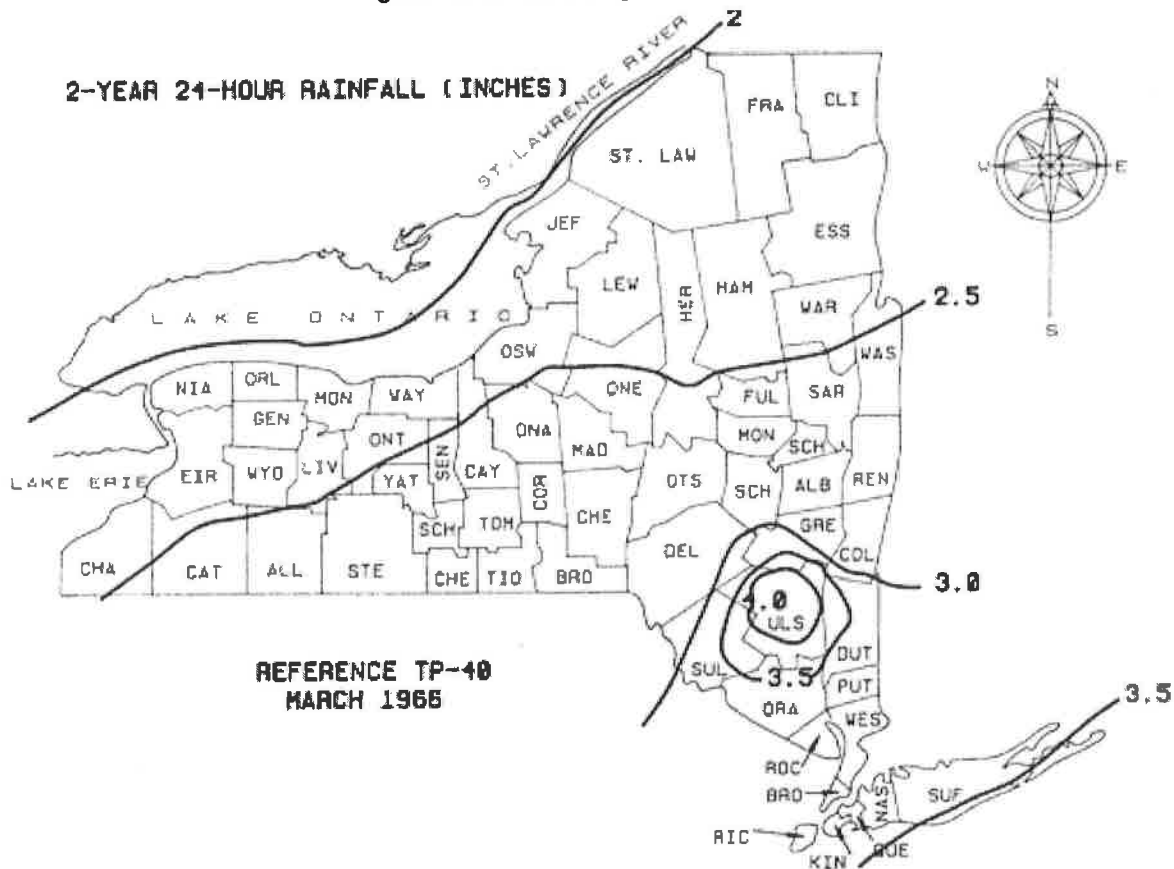 2
2-YEAR 24-HOUR RAINFALL (INCHES)
ST. LAWRENCE RIVER
N
W
E
S
FRA
CLI
ST. LAW
JEF
ESS
LEW
HER
HAM
WAR
2.5
LAKE ONTARIO
OSW
WAS
NIA
ORL
MON
WAY
ONE
FUL
SAR
GEN
ONT
ONA
MON
SCH
EIR
WYO
LIV
YAT
SEN
CAY
MAD
LAKE ERIE
COR
OTS
SCH
ALB
REN
SCH
TOM
CHE
GRE
COL
DEL
CHA
CAT
ALL
STE
CHE
TIO
BRO
3.0
4.0
ULS
REFERENCE TP-40
MARCH 1966
SUL
3.5
DUT
PUT
ORA
WES
3.5
ROC
BRO
NAS
SUF
RIC
KIN
QUE